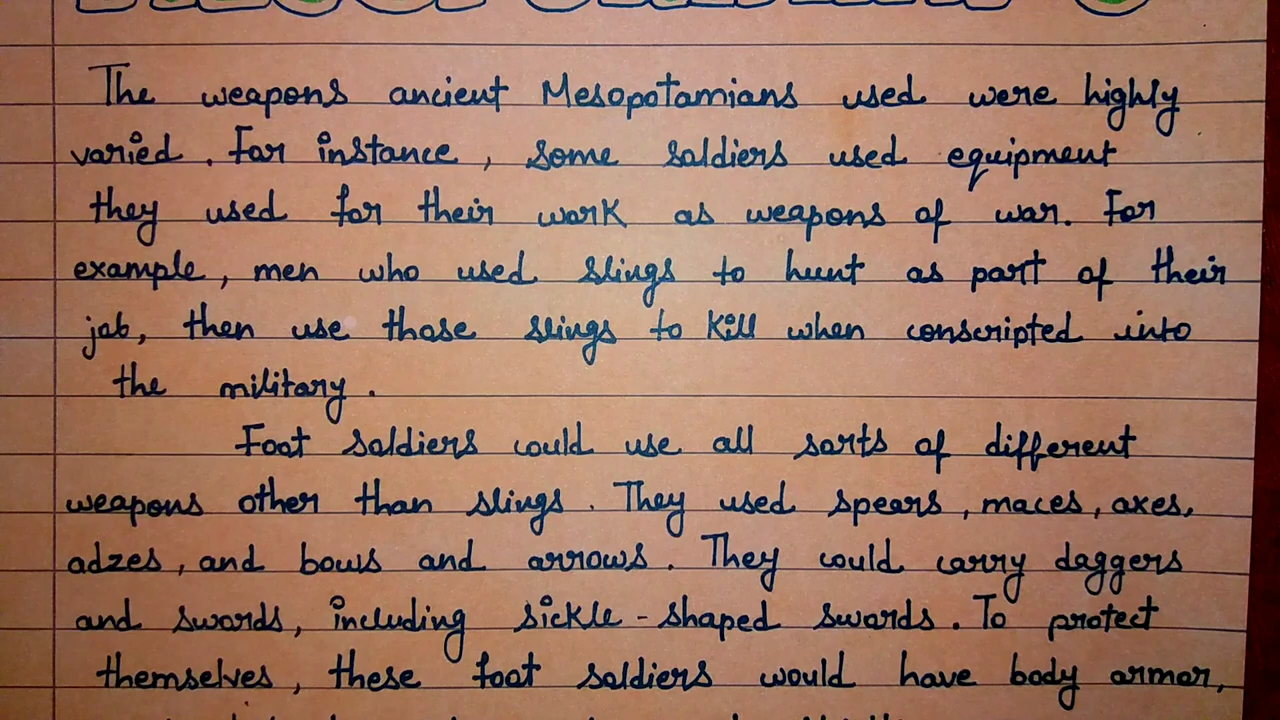 The weapons ancient Mesopotamians used were highly
varied. For instance, some soldiers used equipment
they used for their work as weapons of war. For
example, men who used slings to hunt as part of their
job, then use those slings to kill when conscripted into
the military.
Foot soldiers could use all sorts of different
weapons other than slings. They used spears, maces, axes,
adzes, and bows and arrows. They could carry daggers
and swords, including sickle-shaped swords. To protect
themselves, these foot soldiers would have body armor,